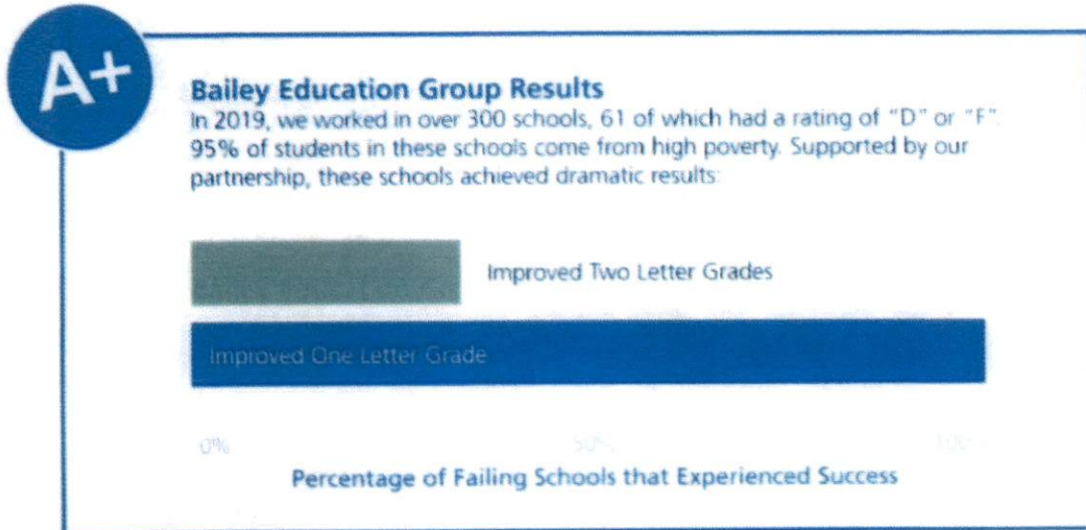 A+
Bailey Education Group Results
In 2019, we worked in over 300 schools, 61 of which had a rating of "D" or "F".
95% of students in these schools come from high poverty. Supported by our
partnership, these schools achieved dramatic results:
Improved Two Letter Grades
Improved One Letter Grade
0% 50% 100%
Percentage of Failing Schools that Experienced Success